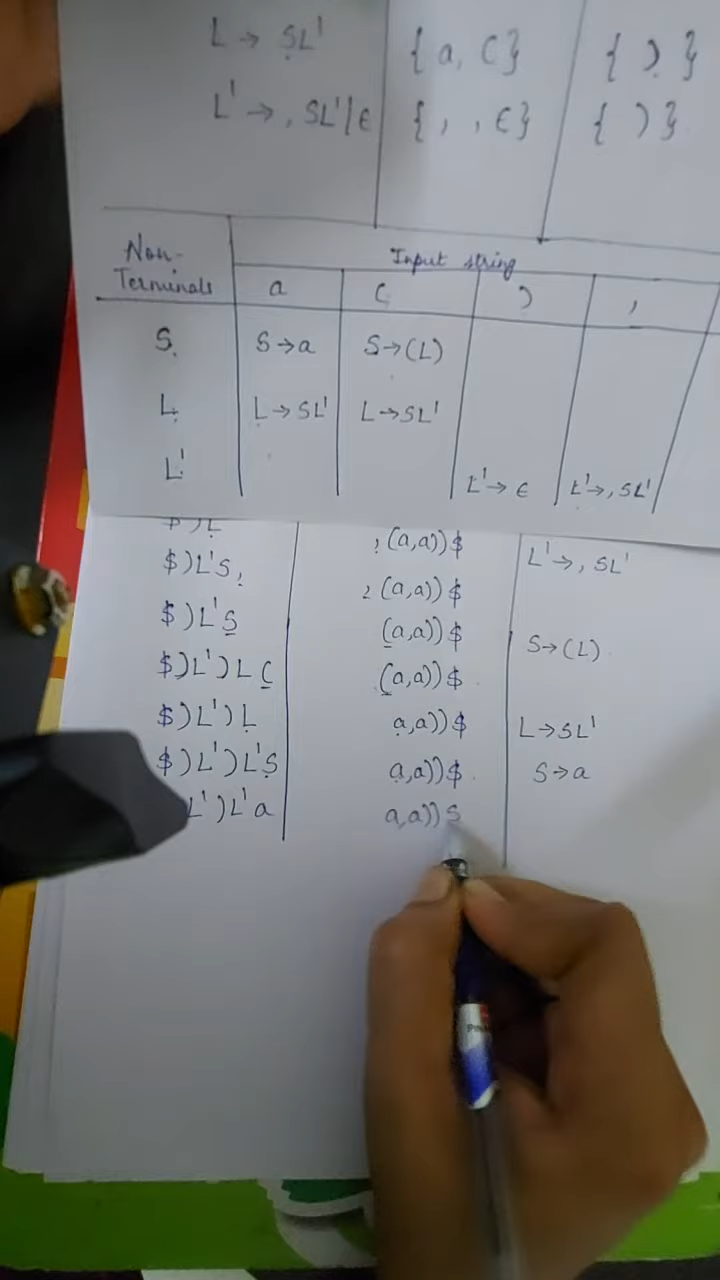 L → SL' { a, ( } { ) }
L' → , SL' | ϵ { , , ϵ } { ) }
Non- Terminals Input string
a ( ) ,
S S → a S → (L)
L L → SL' L → SL'
L' L' → ϵ L' → , SL'
$ ) L , (a,a))$ L' → , SL'
$ ) L'S , , (a,a))$
$ ) L'S (a,a))$ S → (L)
$ ) L' ) L ( (a,a))$
$ ) L' ) L a,a))$ L → SL'
$ ) L' ) L'S a,a))$ S → a
L' ) L'a a,a))S